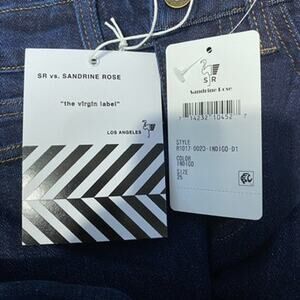 SR vs. SANDRINE ROSE
"the virgin label"
LOS ANGELES
S R
Sandrine Rose
7 14232 10452 7
STYLE
R1017-0023-INDIGO-D1
COLOR
INDIGO
SIZE
25